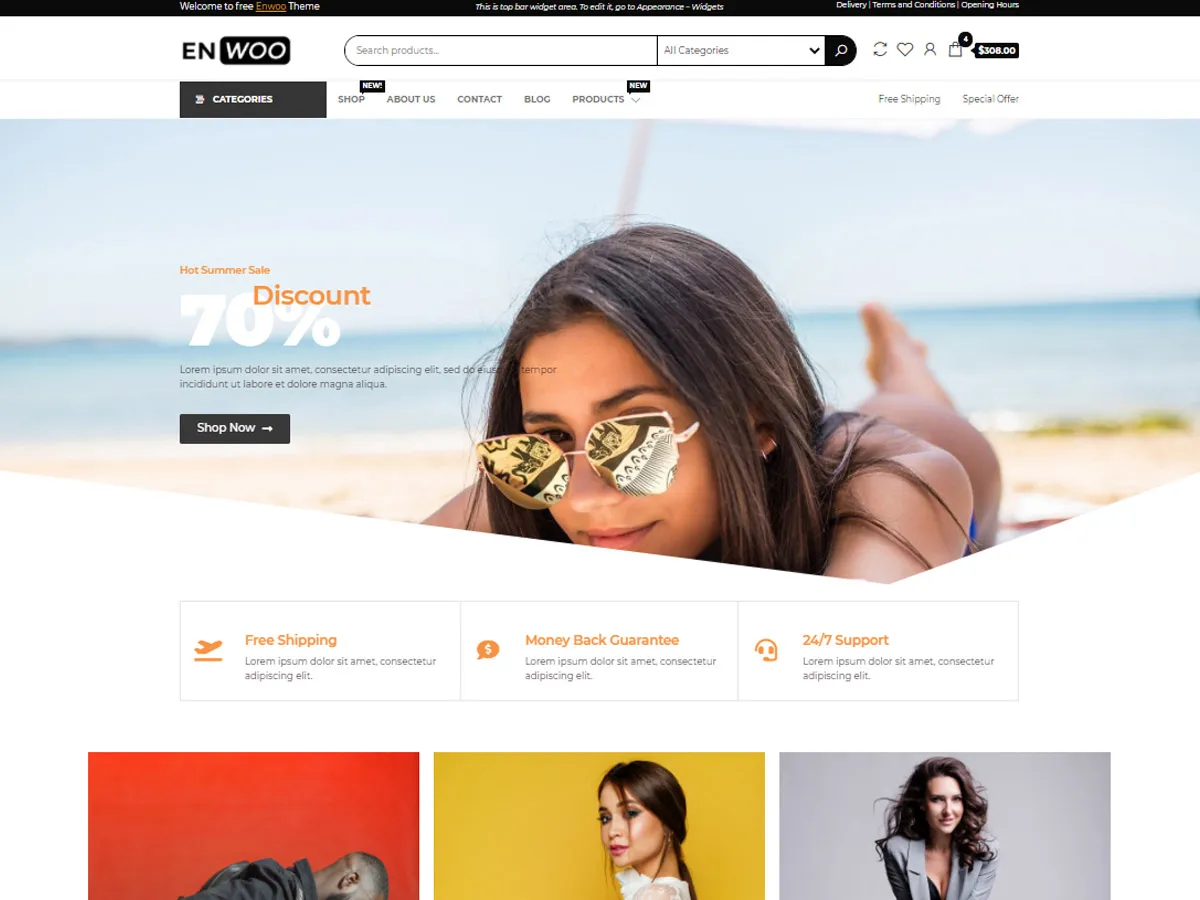 Welcome to free Enwoo Theme
This is top bar widget area. To edit it, go to Appearance – Widgets
Delivery | Terms and Conditions | Opening Hours
EN WOO
Search products...
All Categories
4
$308.00
CATEGORIES
SHOP
NEW!
ABOUT US
CONTACT
BLOG
PRODUCTS
NEW
Free Shipping
Special Offer
Hot Summer Sale
Discount
70%
Lorem ipsum dolor sit amet, consectetur adipiscing elit, sed do eiusmod tempor
incididunt ut labore et dolore magna aliqua.
Shop Now
Free Shipping
Lorem ipsum dolor sit amet, consectetur
adipiscing elit.
Money Back Guarantee
Lorem ipsum dolor sit amet, consectetur
adipiscing elit.
24/7 Support
Lorem ipsum dolor sit amet, consectetur
adipiscing elit.